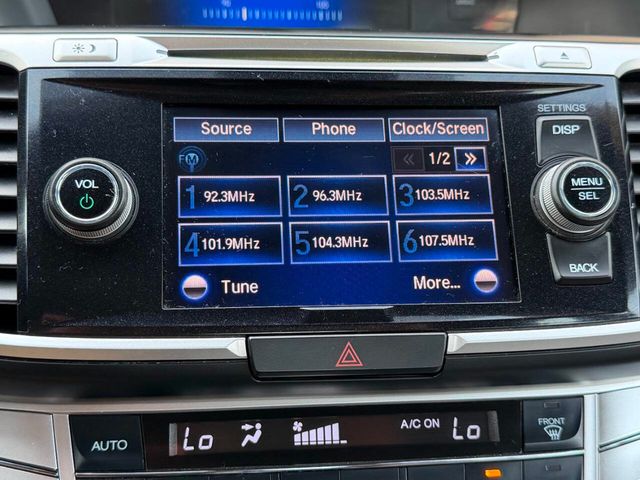 95 100
SETTINGS
Source Phone Clock/Screen
DISP
FM 1/2
VOL
MENU
SEL
1 92.3MHz 2 96.3MHz 3 103.5MHz
4 101.9MHz 5 104.3MHz 6 107.5MHz
BACK
Tune More...
AUTO
Lo A/C ON Lo
FRONT